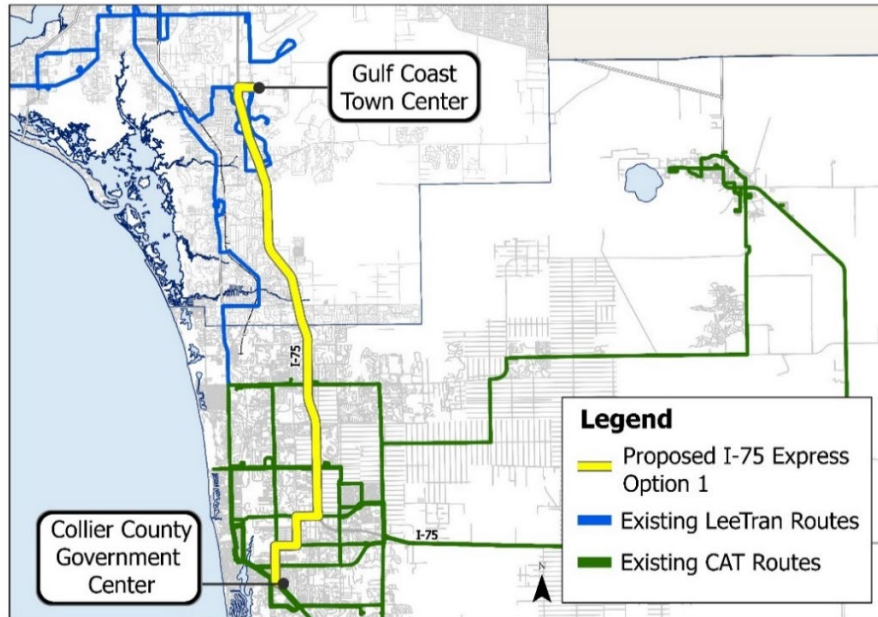 Gulf Coast
Town Center
I-75
Legend
Proposed I-75 Express
Option 1
Existing LeeTran Routes
Existing CAT Routes
Collier County
Government
Center
I-75
N